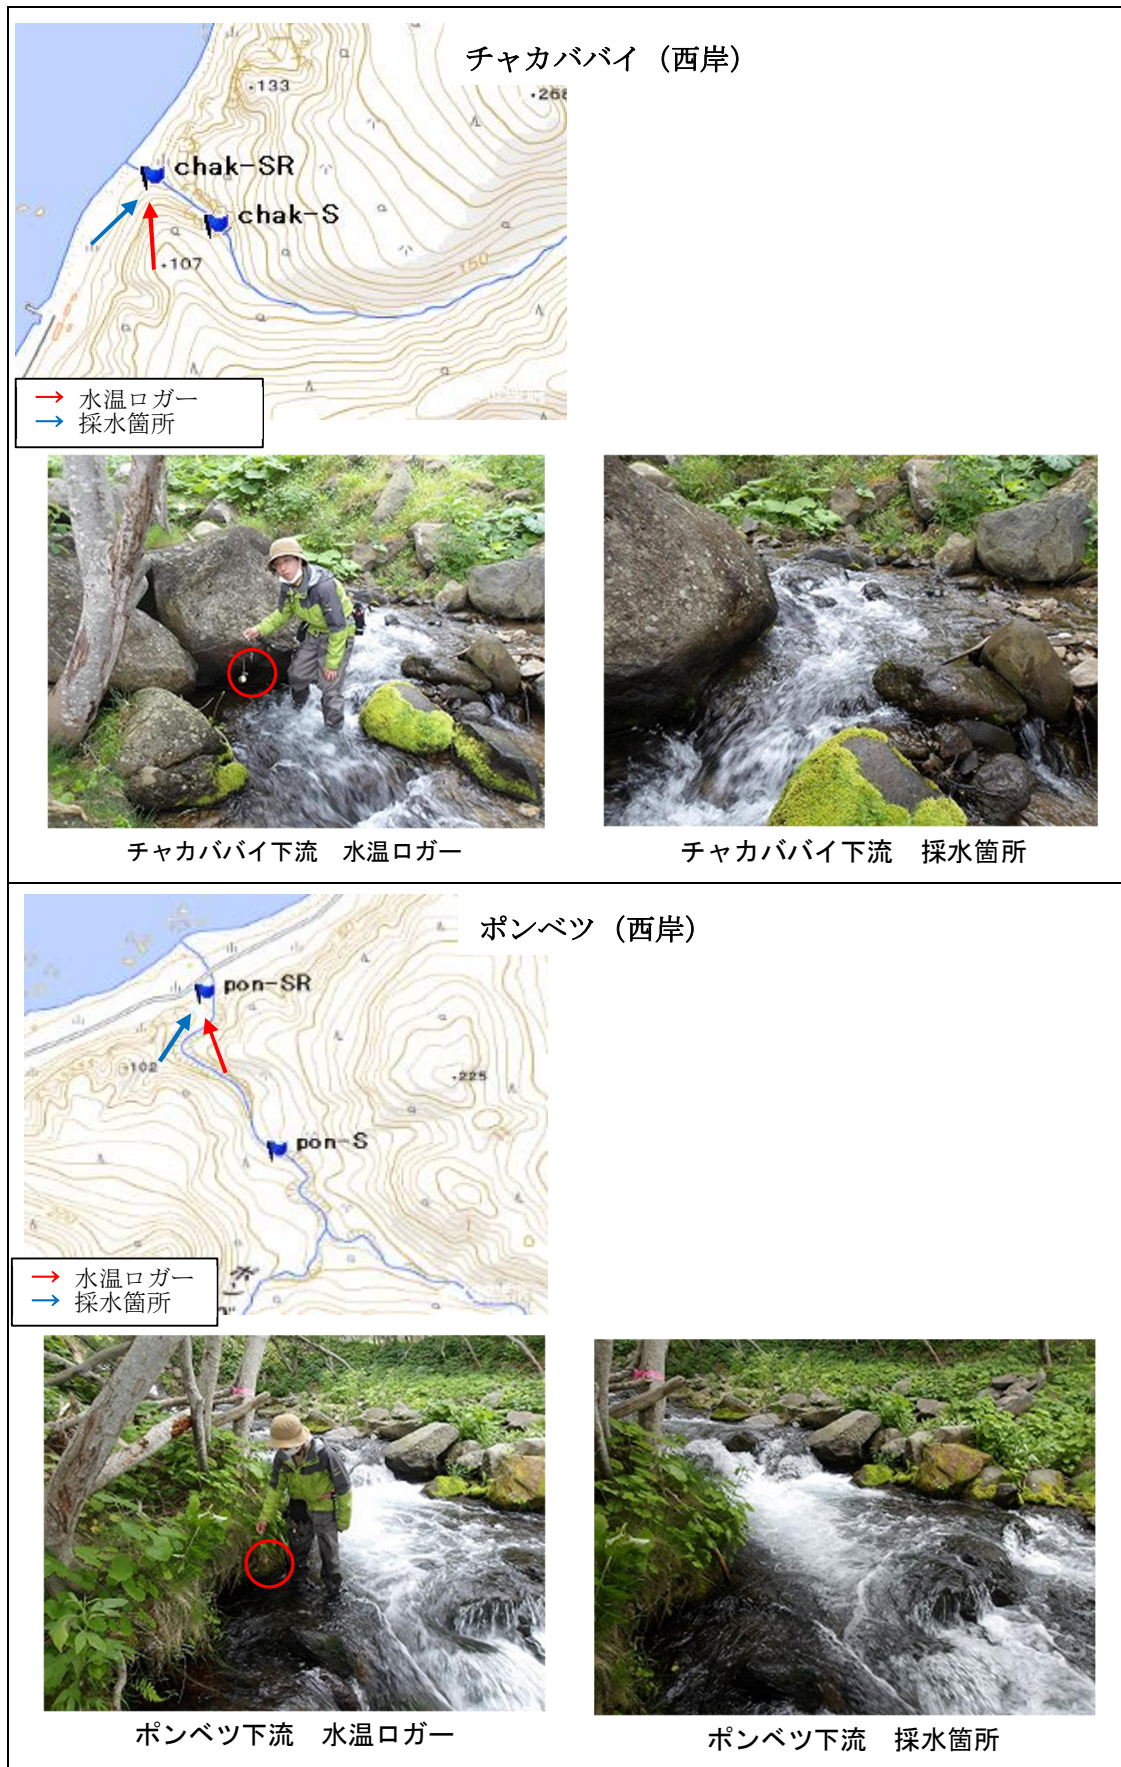 チャカババイ（西岸）
・133
・268
chak-SR
chak-S
・107
150
→ 水温ロガー
→ 採水箇所
チャカババイ下流　水温ロガー
チャカババイ下流　採水箇所
ポンベツ（西岸）
pon-SR
・102
・225
pon-S
200
ポン
→ 水温ロガー
→ 採水箇所
ポンベツ下流　水温ロガー
ポンベツ下流　採水箇所